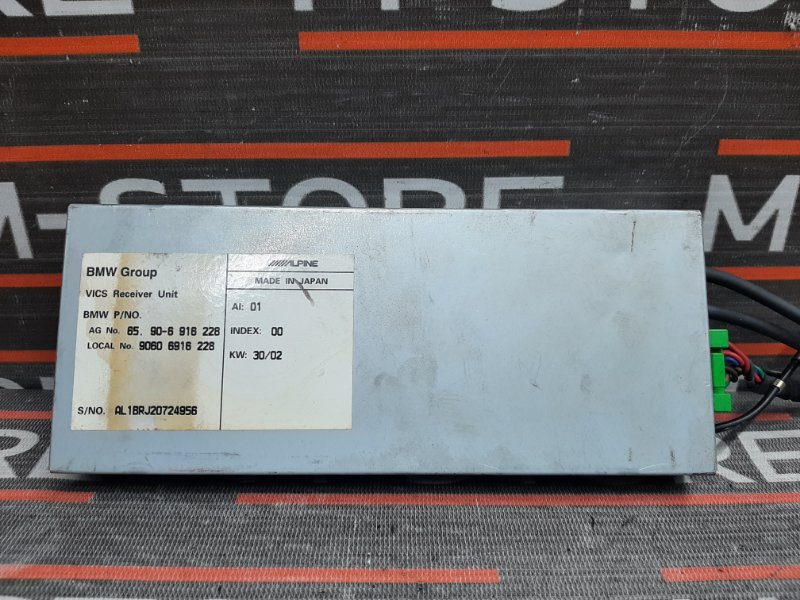 M-STORE
BMW Group
VICS Receiver Unit
BMW P/NO.
AG No. 65. 90-6 916 228
LOCAL No. 9060 6916 228
S/NO. AL1BRJ20724956
ALPINE
MADE IN JAPAN
AI: 01
INDEX: 00
KW: 30/02